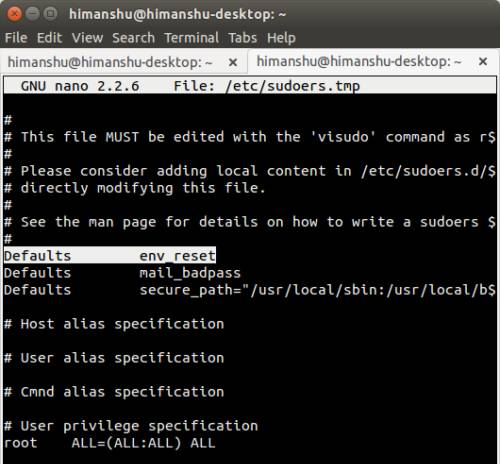 himanshu@himanshu-desktop: ~
File Edit View Search Terminal Tabs Help
himanshu@himanshu-desktop: ~ × himanshu@himanshu-desktop: ~ ×
GNU nano 2.2.6 File: /etc/sudoers.tmp
#
# This file MUST be edited with the 'visudo' command as r$
#
# Please consider adding local content in /etc/sudoers.d/$
# directly modifying this file.
#
# See the man page for details on how to write a sudoers $
#
Defaults env_reset
Defaults mail_badpass
Defaults secure_path="/usr/local/sbin:/usr/local/b$
# Host alias specification
# User alias specification
# Cmnd alias specification
# User privilege specification
root ALL=(ALL:ALL) ALL